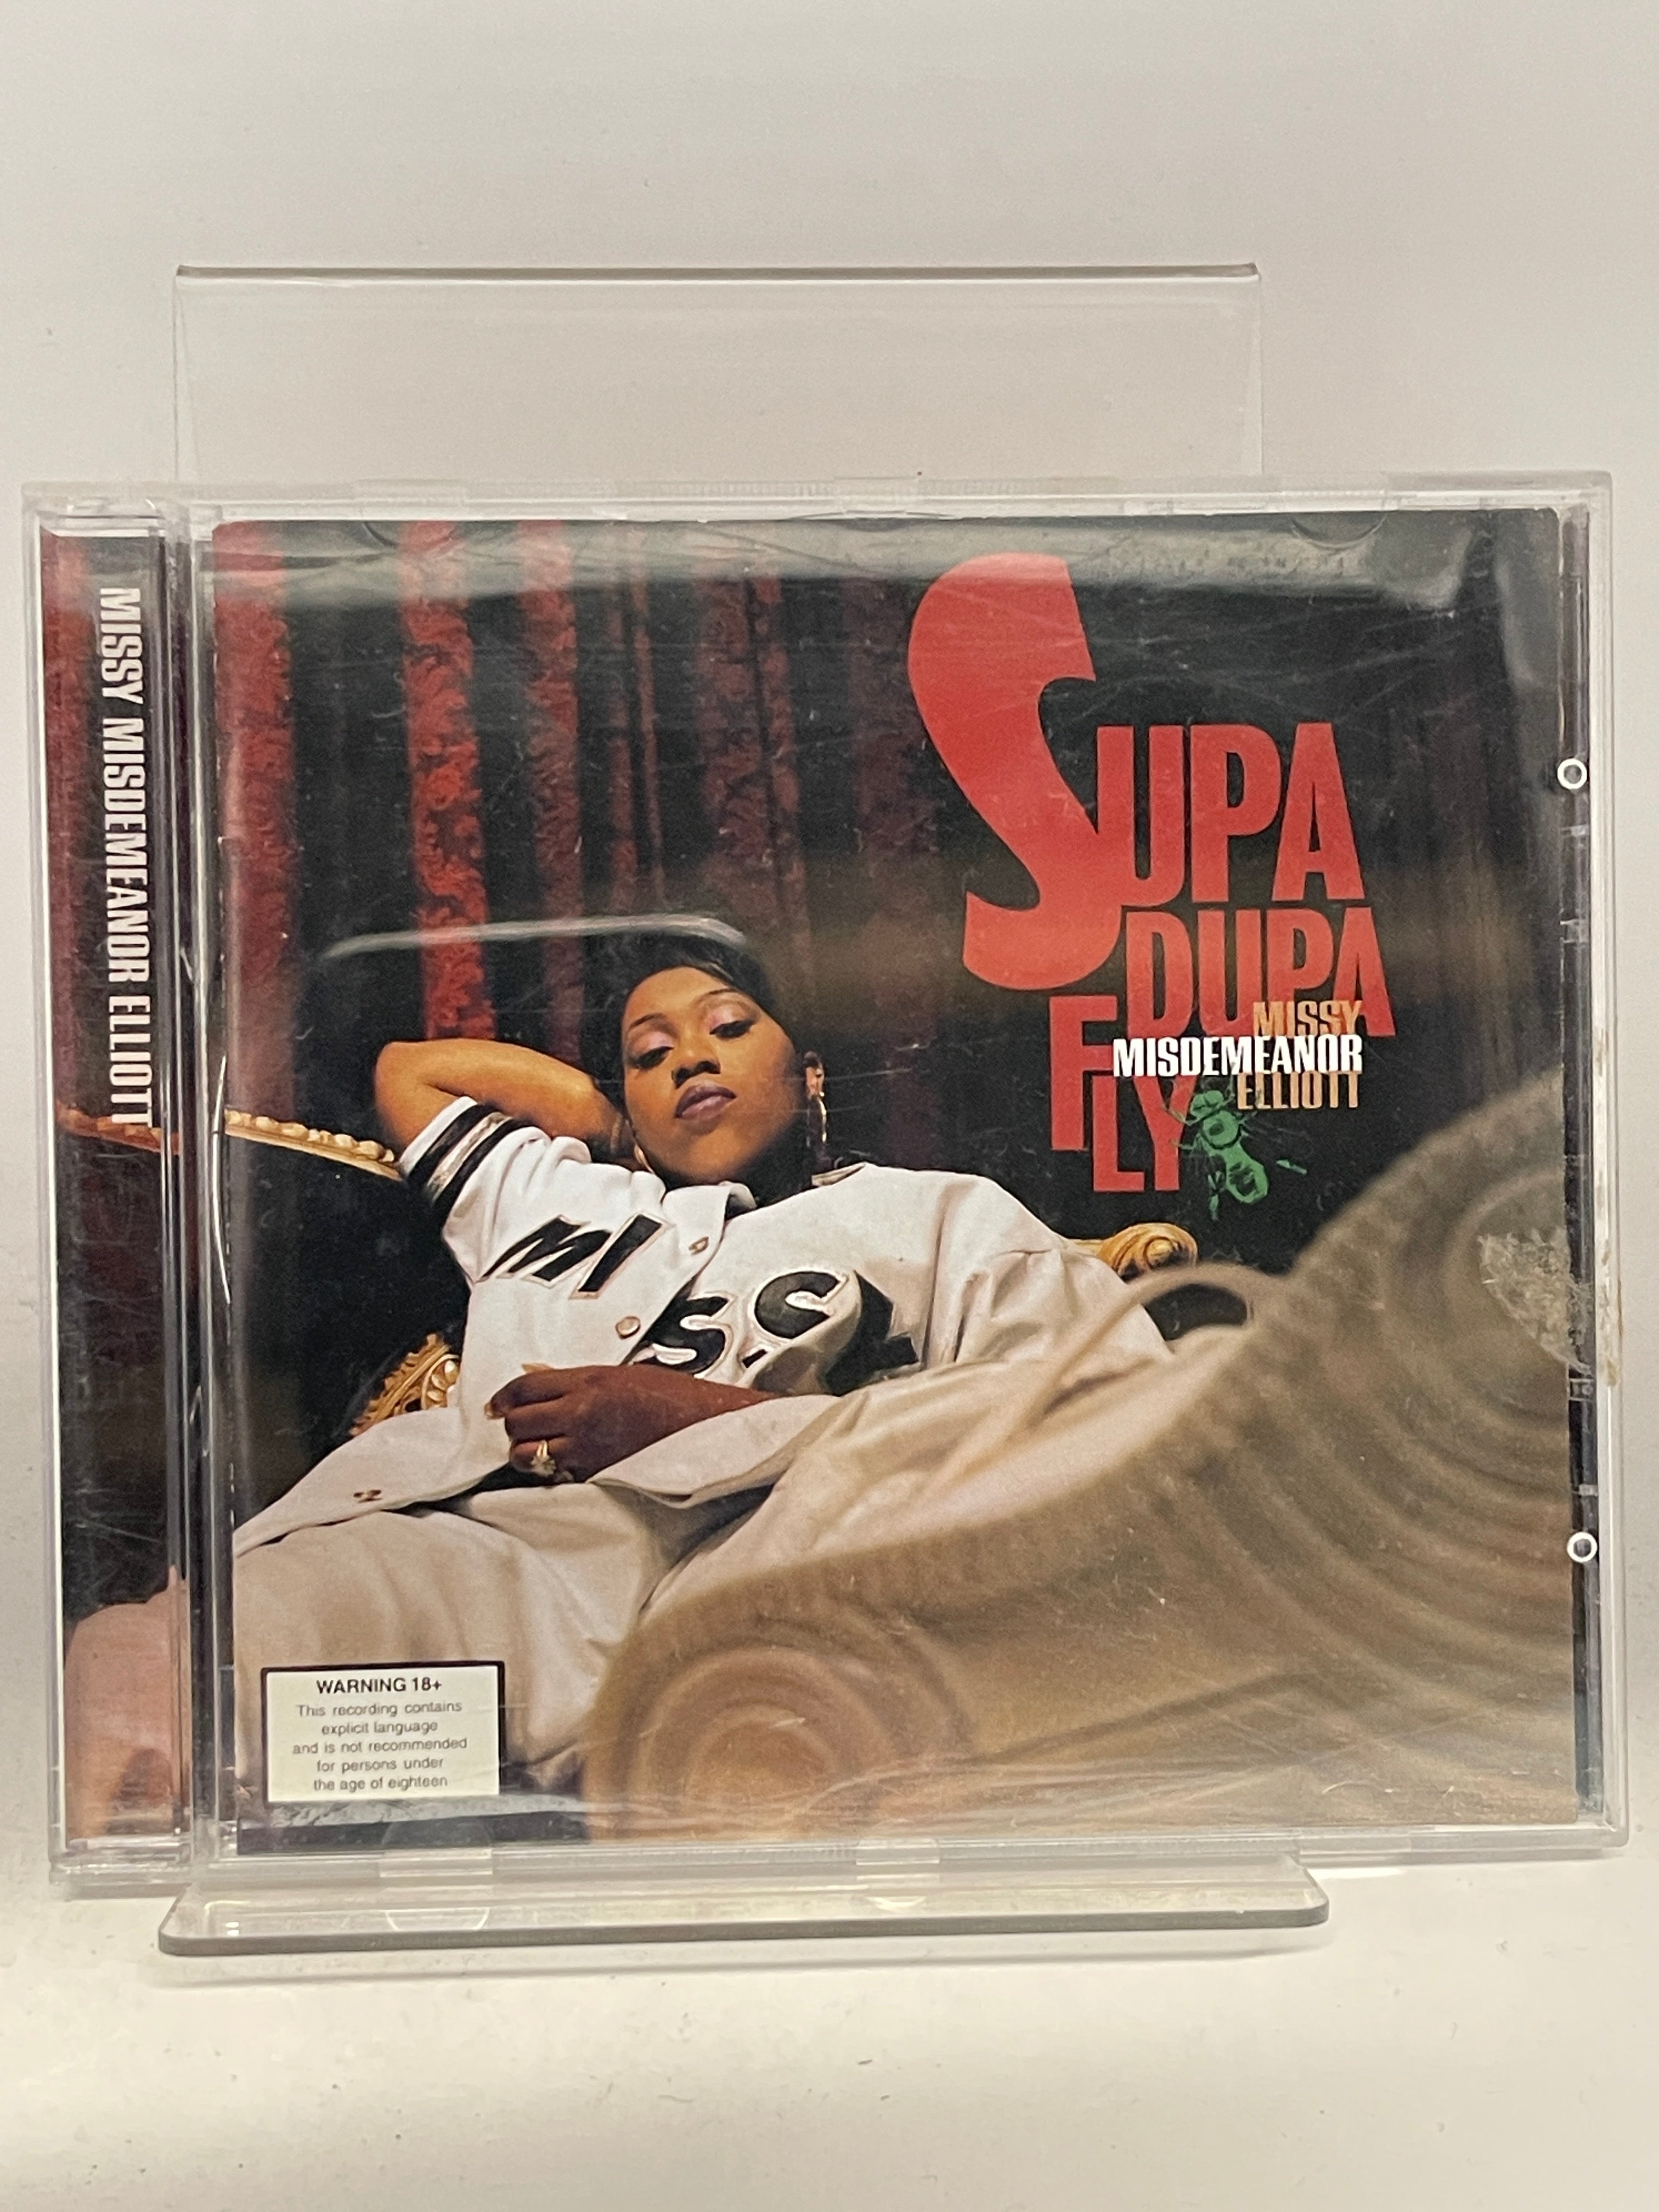 MISSY MISDEMEANOR ELLIOTT
SUPA
DUPA
FLY
MISSY
MISDEMEANOR
ELLIOTT
WARNING 18+
This recording contains
explicit language
and is not recommended
for persons under
the age of eighteen